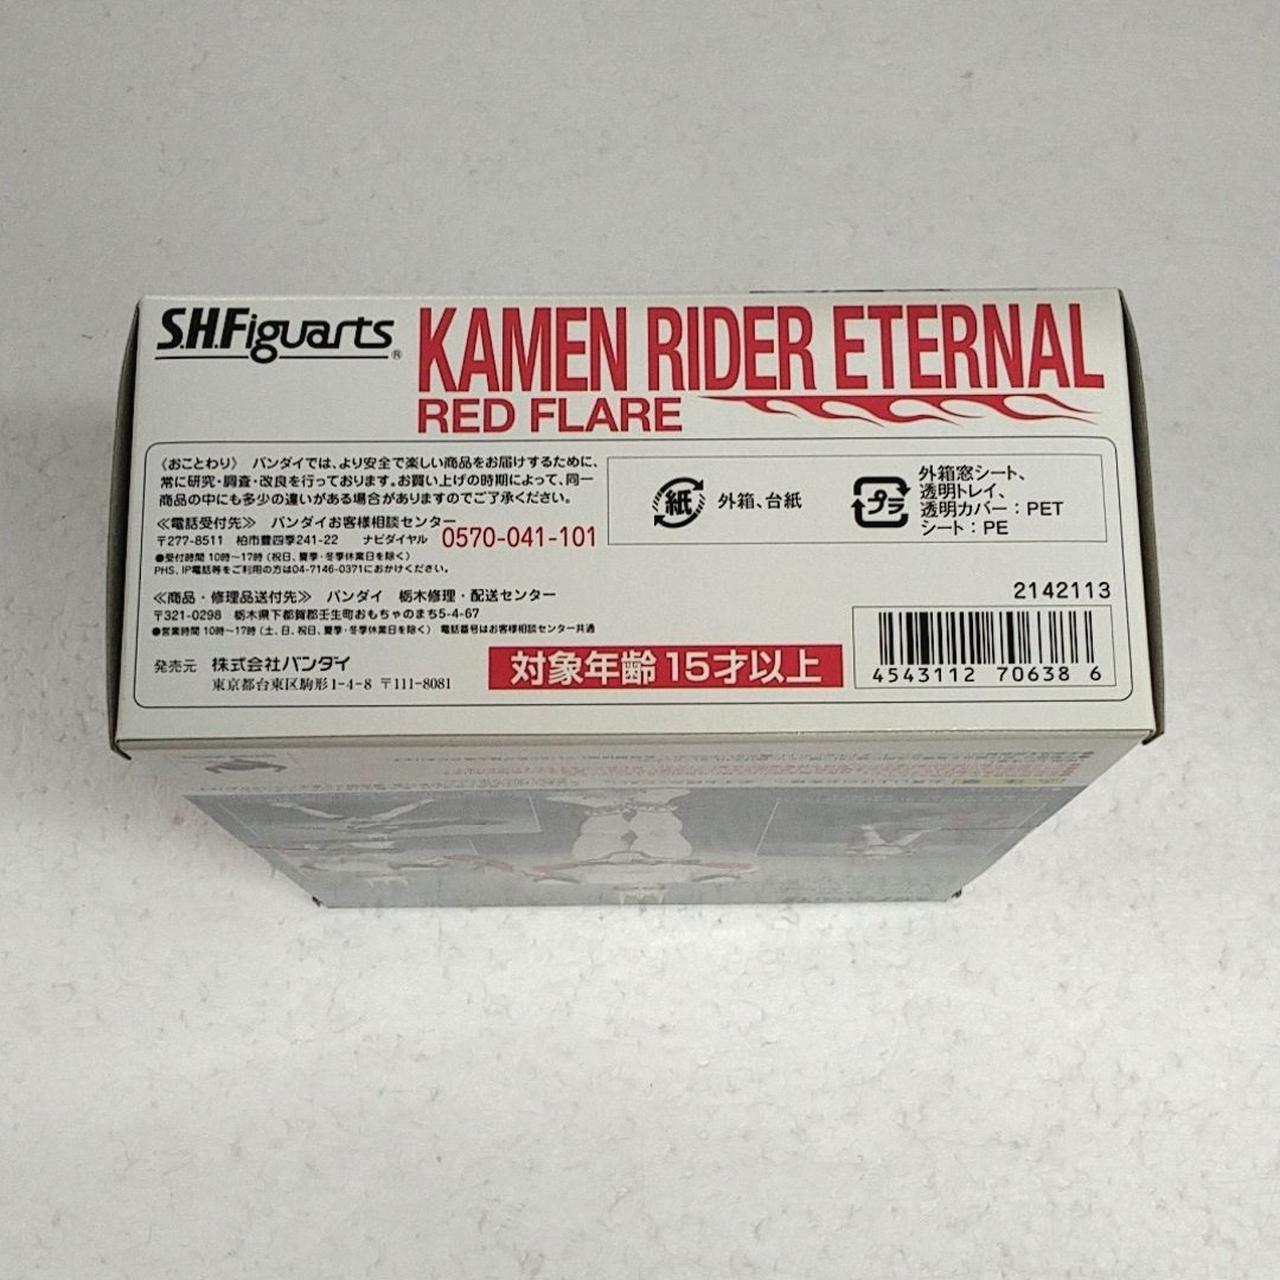 S.H.Figuarts®
KAMEN RIDER ETERNAL
RED FLARE
〈おことわり〉 バンダイでは、より安全で楽しい商品をお届けするために、
常に研究・調査・改良を行っております。お買い上げの時期によって、同一
商品の中にも多少の違いがある場合がありますのでご了承ください。
≪電話受付先≫ バンダイお客様相談センター
〒277-8511 柏市豊四季241-22 ナビダイヤル 0570-041-101
●受付時間 10時〜17時（祝日、夏季・冬季休業日を除く）
PHS、IP電話等をご利用の方は04-7146-0371におかけください。
≪商品・修理品送付先≫ バンダイ 栃木修理・配送センター
〒321-0298 栃木県下都賀郡壬生町おもちゃのまち5-4-67
●営業時間 10時〜17時（土、日、祝日、夏季・冬季休業日を除く） 電話番号はお客様相談センター共通
発売元 株式会社バンダイ
東京都台東区駒形1-4-8 〒111-8081
対象年齢 15才以上
紙 外箱、台紙
プラ
外箱窓シート、
透明トレイ、
透明カバー：PET
シート：PE
2142113
4543112 70638 6